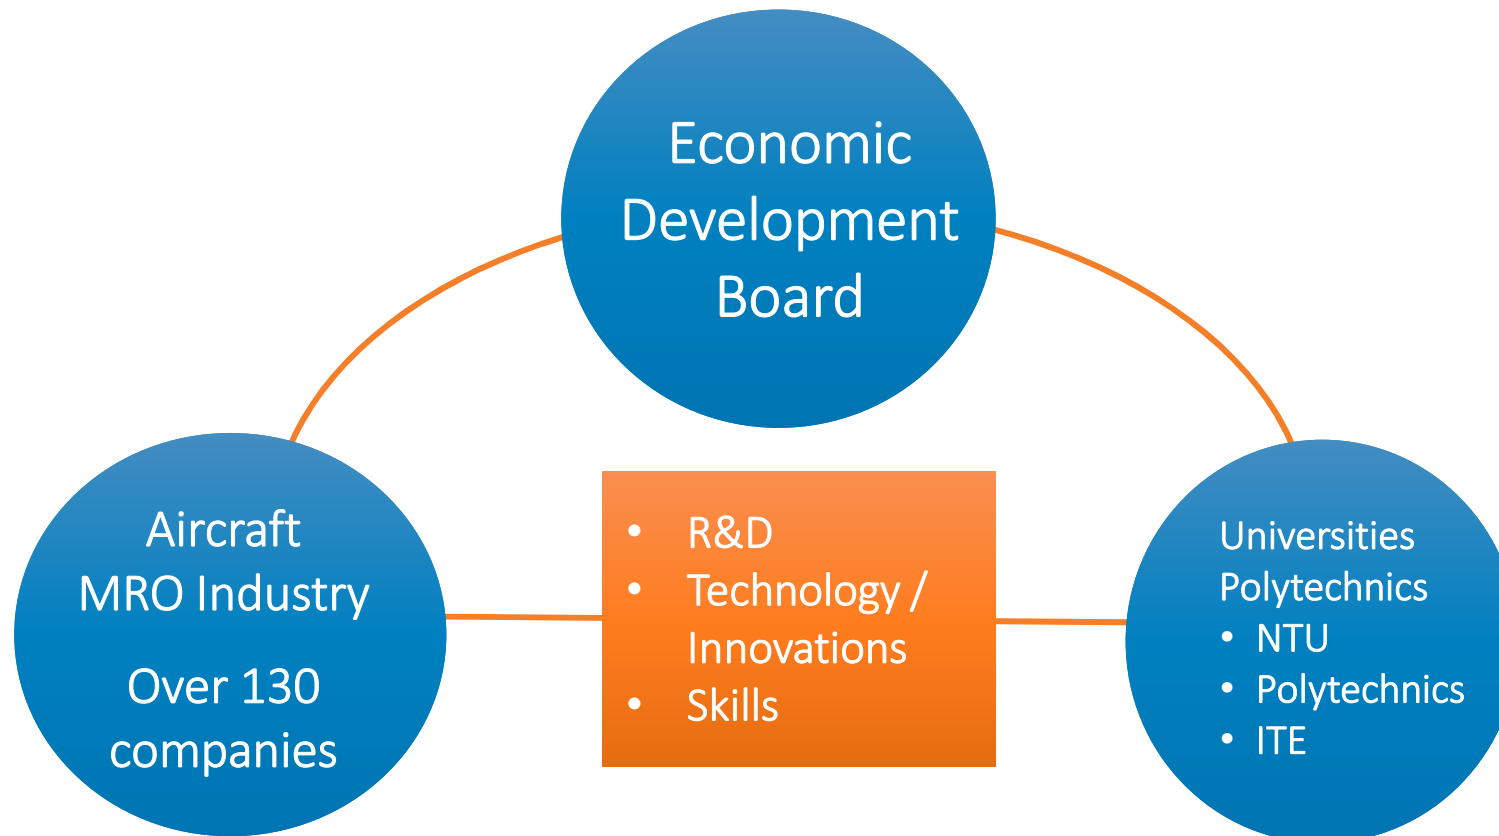 Economic
Development
Board
Aircraft
MRO Industry
Over 130
companies
• R&D
• Technology /
Innovations
• Skills
Universities
Polytechnics
• NTU
• Polytechnics
• ITE